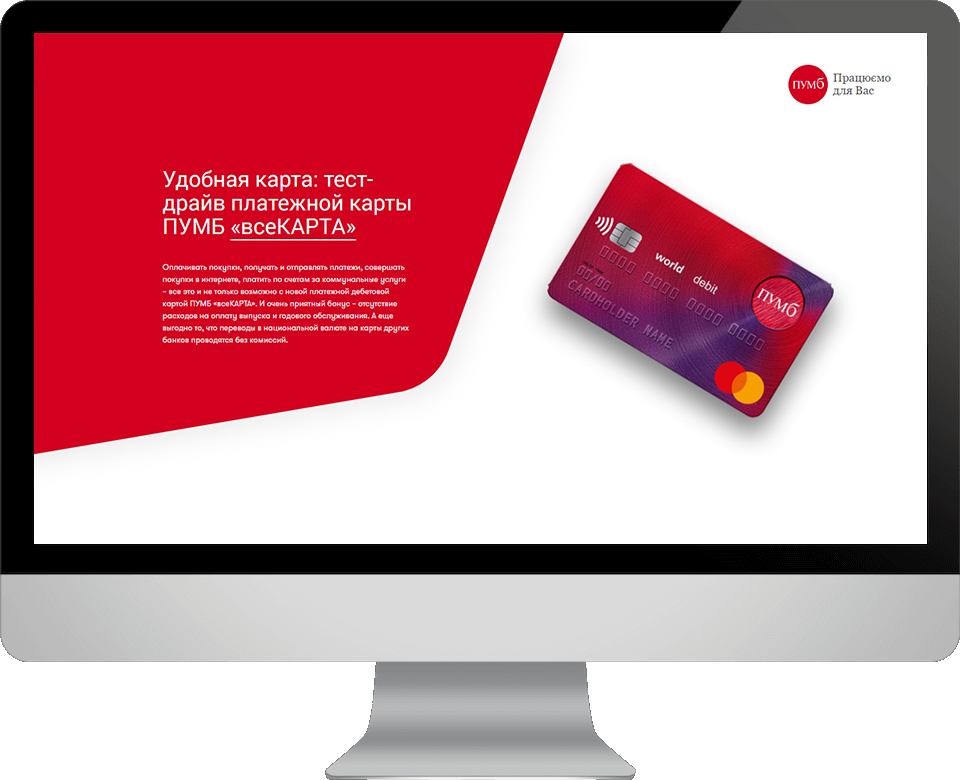 ПУМБ
Працюємо
для Вас
Удобная карта: тест-
драйв платежной карты
ПУМБ «всеКАРТА»
Оплачивать покупки, получать и отправлять платежи, совершать
покупки в интернете, платить по счетам за коммунальные услуги
– все это и не только возможно с новой платежной дебетовой
картой ПУМБ «всеКАРТА». И очень приятный бонус – отсутствие
расходов на оплату выпуска и годового обслуживания. А еще
выгодно то, что переводы в национальной валюте на карты других
банков проводятся без комиссий.
world debit
0000 0000 0000 0000
00/00
CARDHOLDER NAME
ПУМБ